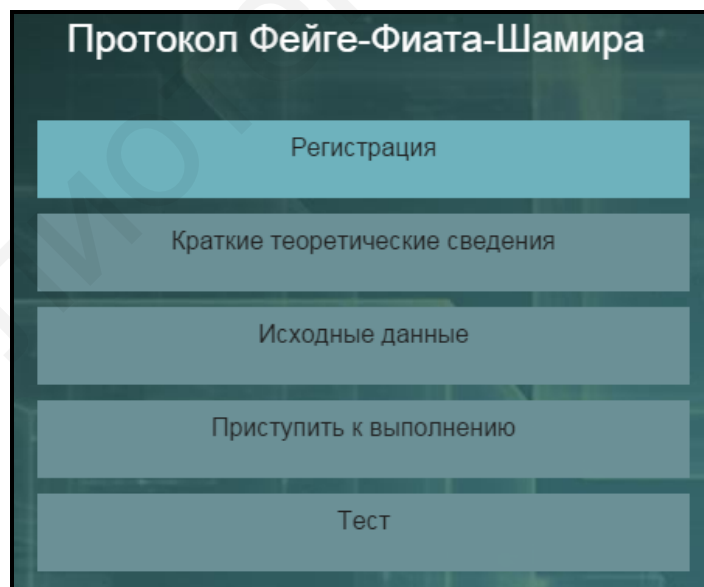 Протокол Фейге-Фиата-Шамира
Регистрация
Краткие теоретические сведения
Исходные данные
Приступить к выполнению
Тест